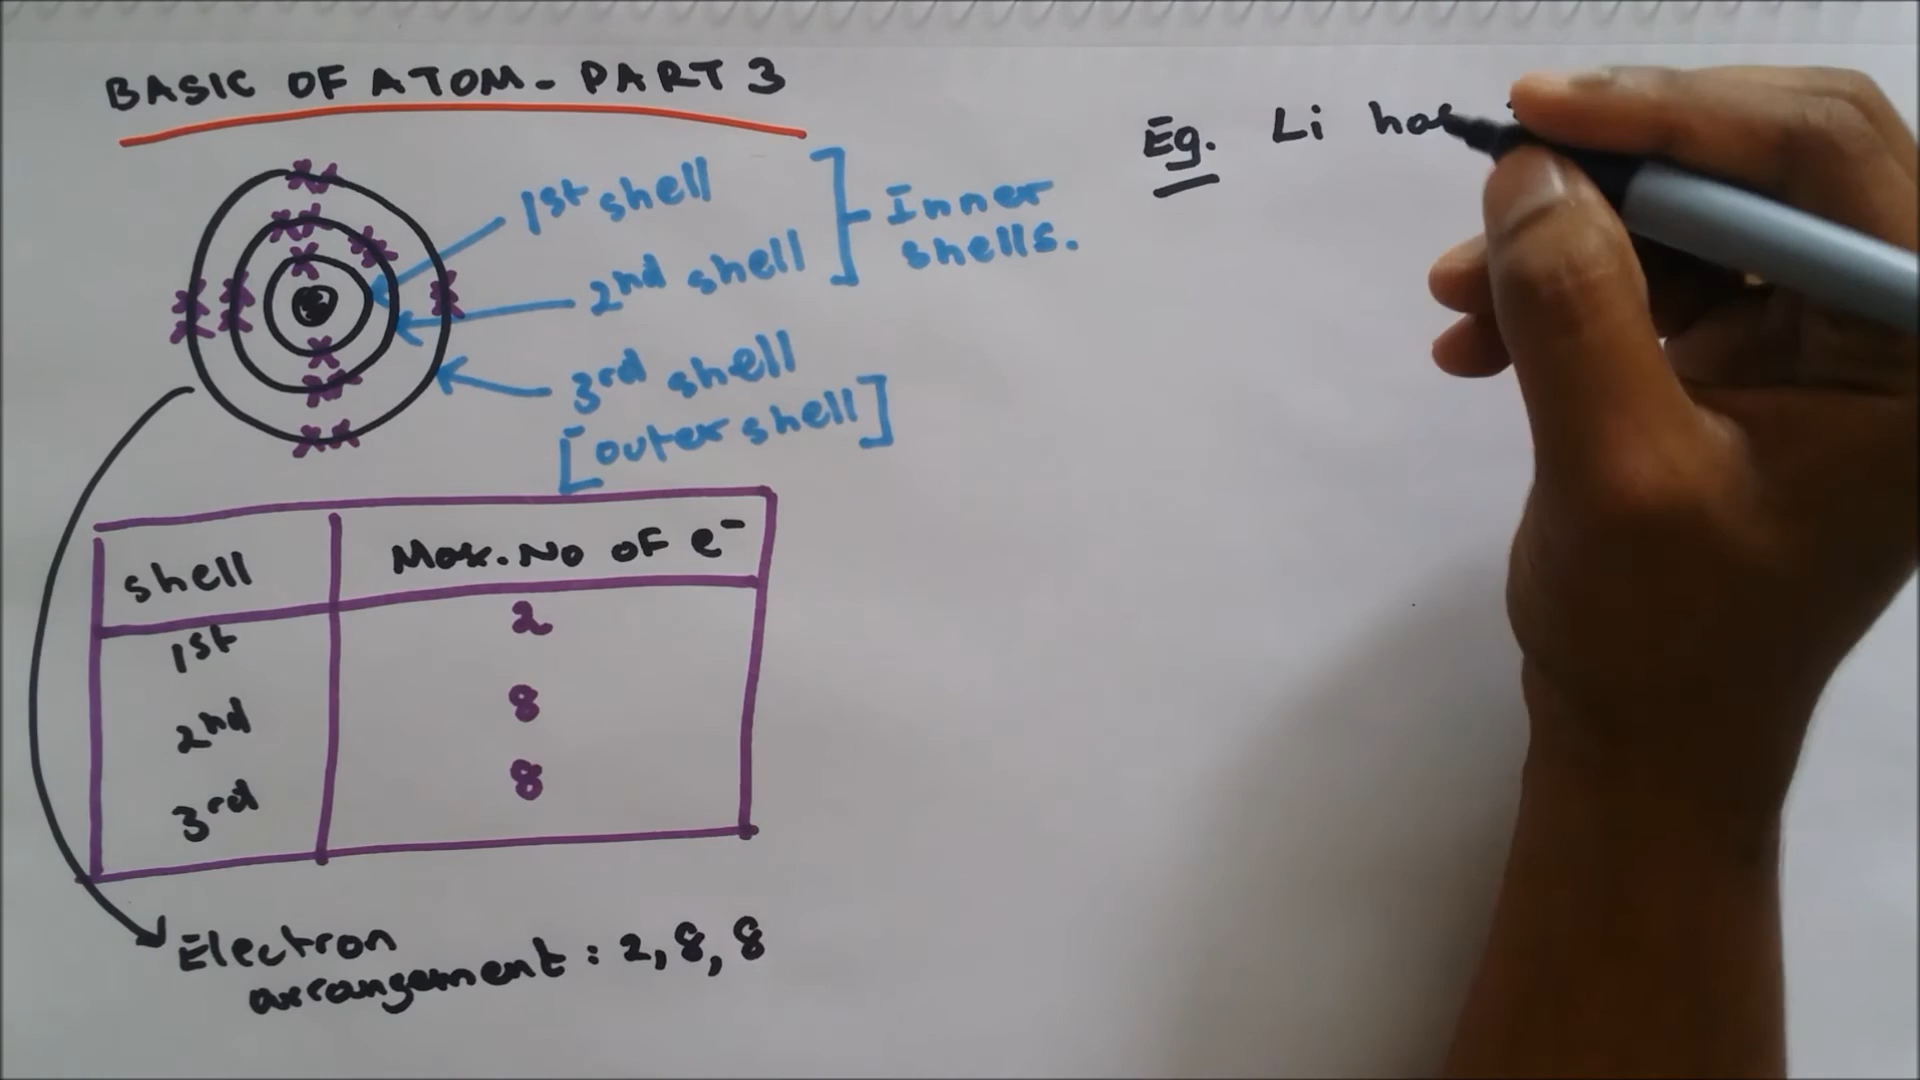 BASIC OF ATOM - PART 3
1st shell
2nd shell
Inner
shells.
3rd shell
[outer shell]
shell
Max. No of e⁻
1st
2
2nd
8
3rd
8
Electron
arrangement : 2, 8, 8
Eg. Li has